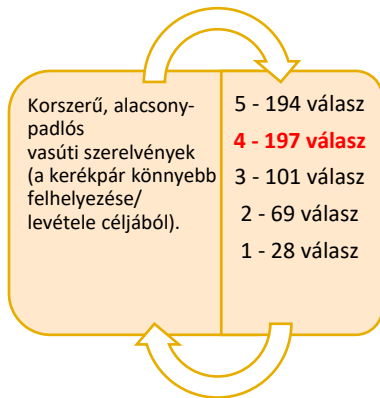 Korszerű, alacsony-
padlós
vasúti szerelvények
(a kerékpár könnyebb
felhelyezése/
levétele céljából).
5 - 194 válasz
4 - 197 válasz
3 - 101 válasz
2 - 69 válasz
1 - 28 válasz